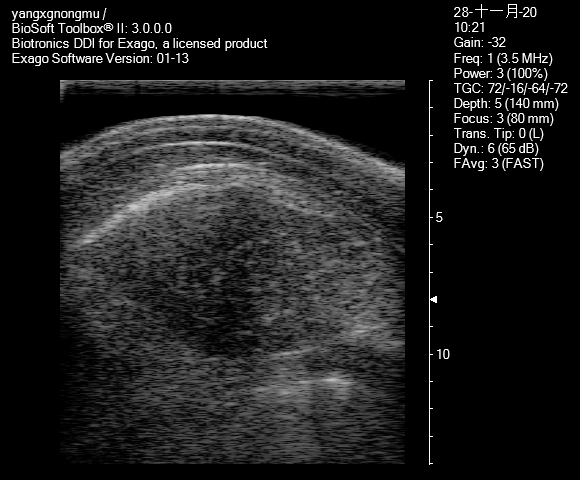 yangxgnongmu /
BioSoft Toolbox® II: 3.0.0.0
Biotronics DDI for Exago, a licensed product
Exago Software Version: 01-13
28-十一月-20
10:21
Gain: -32
Freq: 1 (3.5 MHz)
Power: 3 (100%)
TGC: 72/-16/-64/-72
Depth: 5 (140 mm)
Focus: 3 (80 mm)
Trans. Tip: 0 (L)
Dyn.: 6 (65 dB)
FAvg: 3 (FAST)
5
10